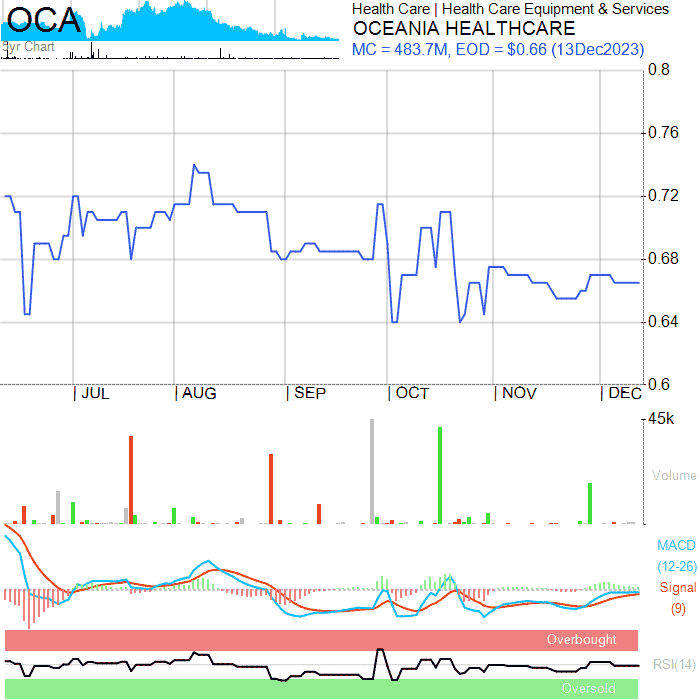 OCA
5yr Chart
Health Care | Health Care Equipment & Services
OCEANIA HEALTHCARE
MC = 483.7M, EOD = $0.66 (13Dec2023)
0.8
0.76
0.72
0.68
0.64
0.6
| JUL | AUG | SEP | OCT | NOV | DEC
45k
Volume
MACD
(12-26)
Signal
(9)
Overbought
RSI(14)
Oversold